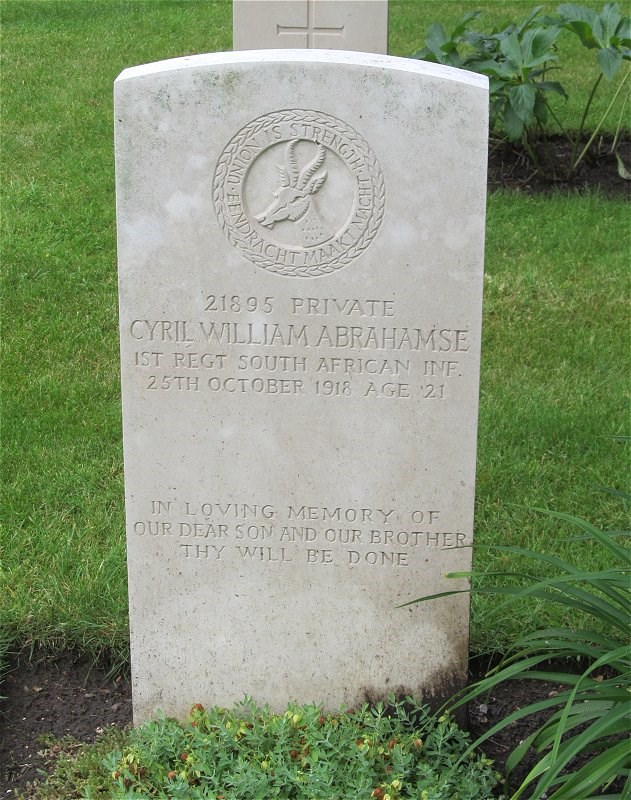 UNION IS STRENGTH
EENDRACHT MAAKT MACHT
21895 PRIVATE
CYRIL WILLIAM ABRAHAMSE
1ST REGT SOUTH AFRICAN INF.
25TH OCTOBER 1918 AGE 21
IN LOVING MEMORY OF
OUR DEAR SON AND OUR BROTHER
THY WILL BE DONE